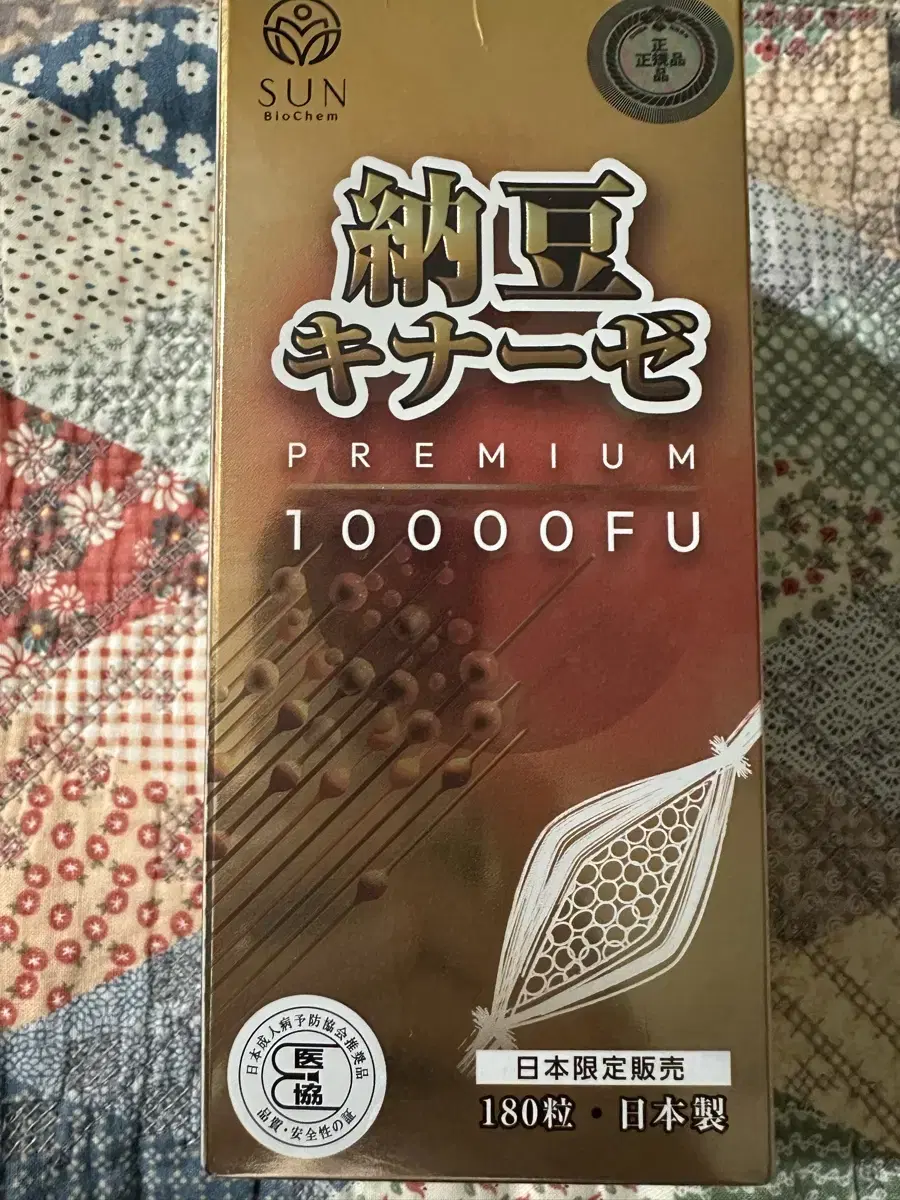 SUN
BioChem
正
正規品
品
納豆
キナーゼ
PREMIUM
10000FU
日本成人病予防協会推奨品
医
協
品質・安全性の証
日本限定販売
180粒・日本製